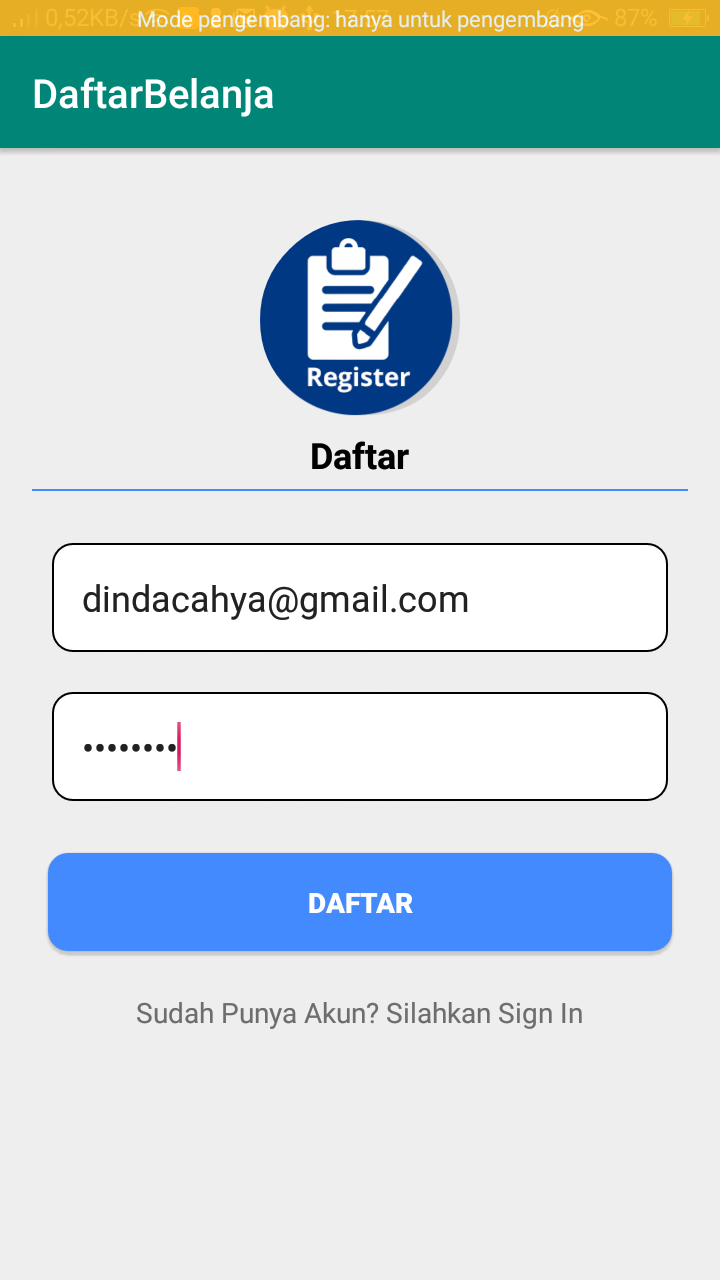 0,52KB/s
Mode pengembang: hanya untuk pengembang
87%
DaftarBelanja
Register
Daftar
dindacahya@gmail.com
••••••••
DAFTAR
Sudah Punya Akun? Silahkan Sign In